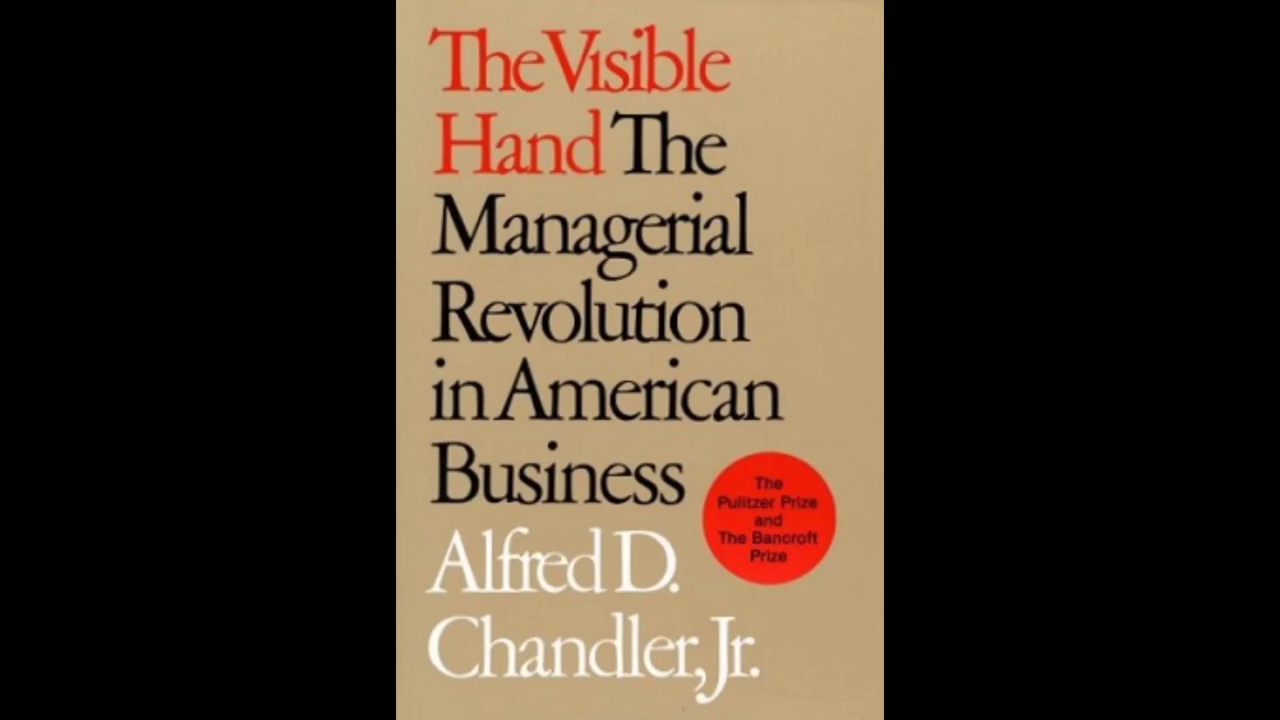 The Visible
Hand The
Managerial
Revolution
in American
Business
The
Pulitzer Prize
and
The Bancroft
Prize
Alfred D.
Chandler, Jr.